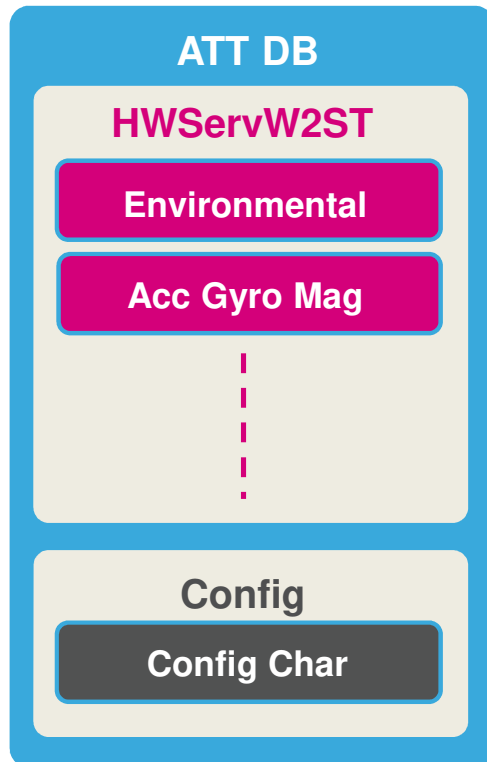 ATT DB
HWServW2ST
Environmental
Acc Gyro Mag
Config
Config Char